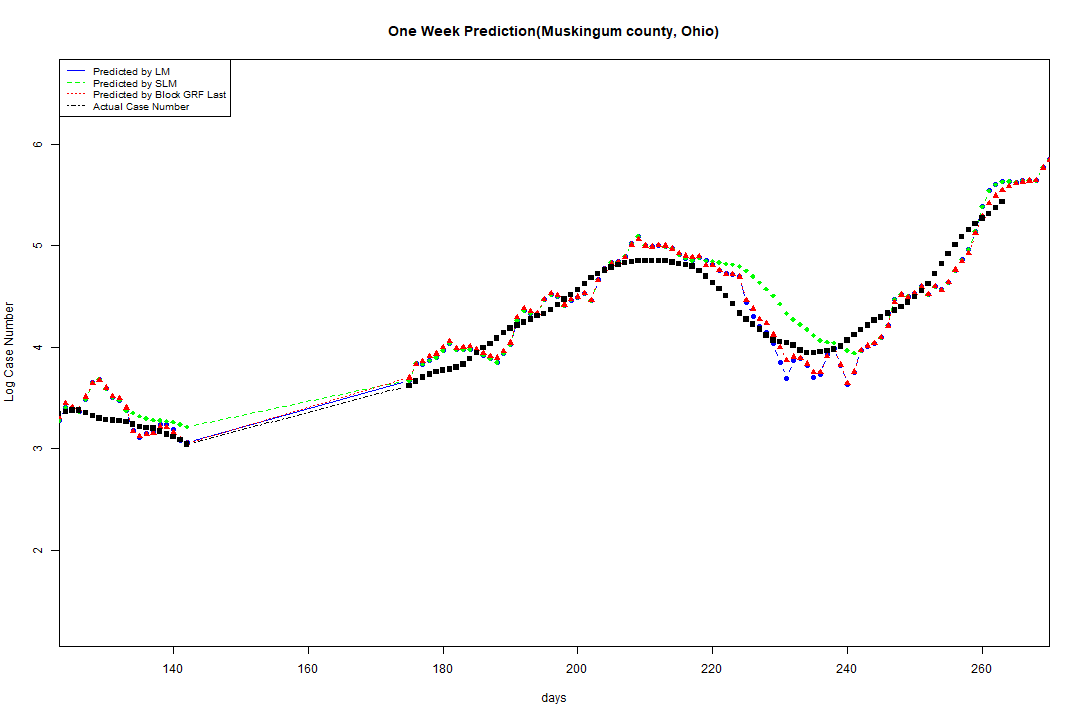 One Week Prediction(Muskingum county, Ohio)
Predicted by LM
Predicted by SLM
Predicted by Block GRF Last
Actual Case Number
6
5
4
3
2
Log Case Number
140 160 180 200 220 240 260
days